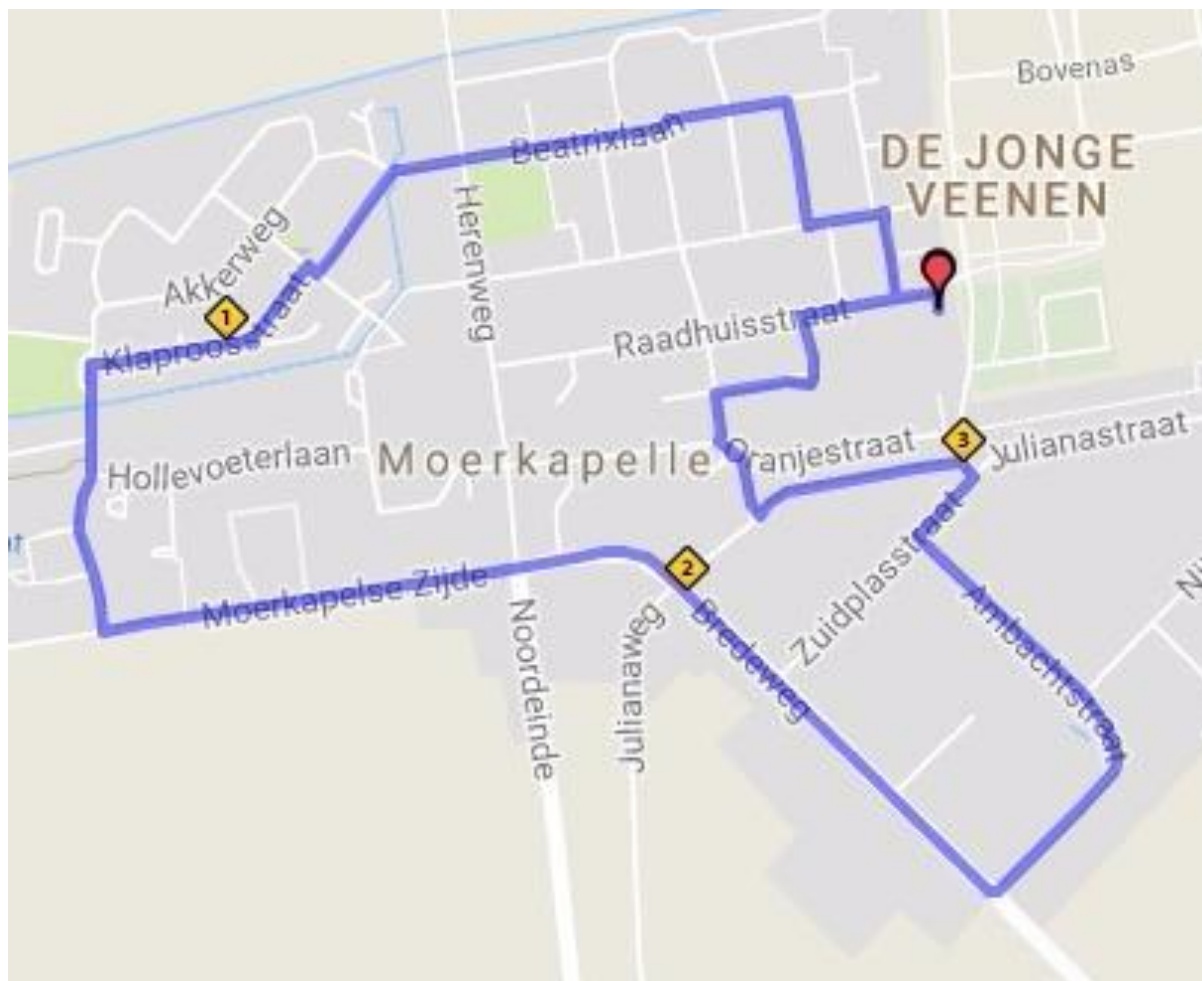 Bovenas
Beatrixlaan
DE JONGE
VEENEN
Herenweg
Akkerweg
1
Klaproosstraat
Raadhuisstraat
Hollevoeterlaan
Moerkapelle
Oranjestraat
3
Julianastraat
Moerkapelse Zijde
2
Zuidplasstraat
Bredeweg
Ambachtstraat
Noordeinde
Julianaweg